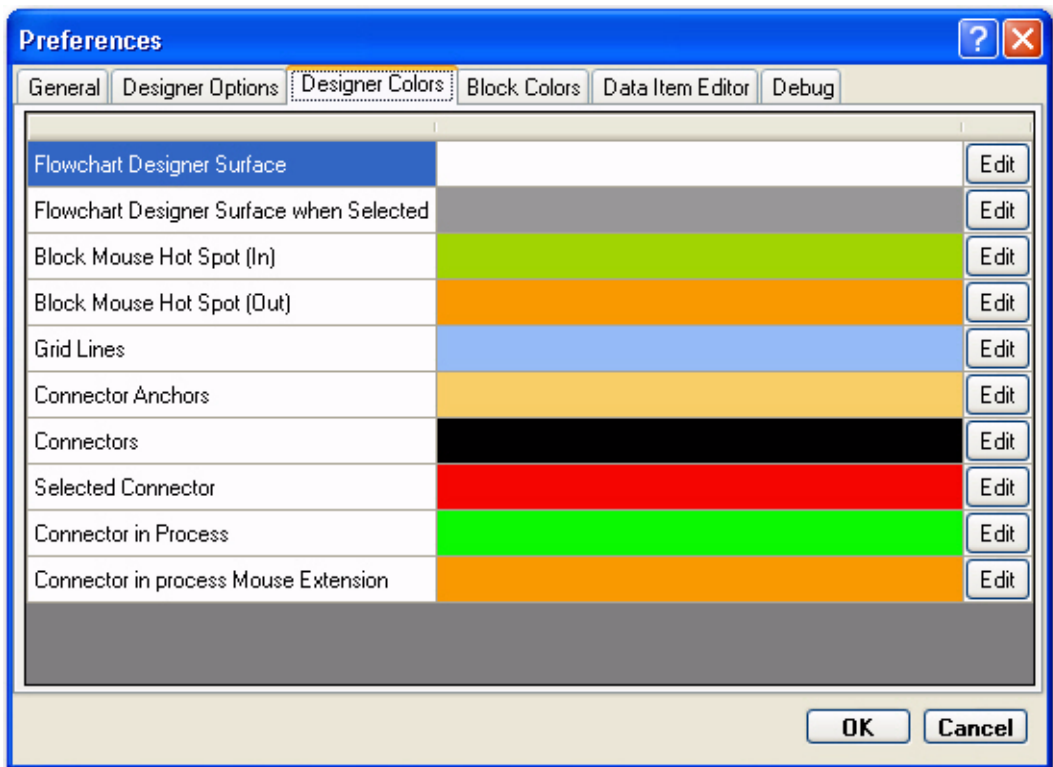 Preferences
?
General Designer Options Designer Colors Block Colors Data Item Editor Debug
Flowchart Designer Surface Edit
Flowchart Designer Surface when Selected Edit
Block Mouse Hot Spot (In) Edit
Block Mouse Hot Spot (Out) Edit
Grid Lines Edit
Connector Anchors Edit
Connectors Edit
Selected Connector Edit
Connector in Process Edit
Connector in process Mouse Extension Edit
OK Cancel